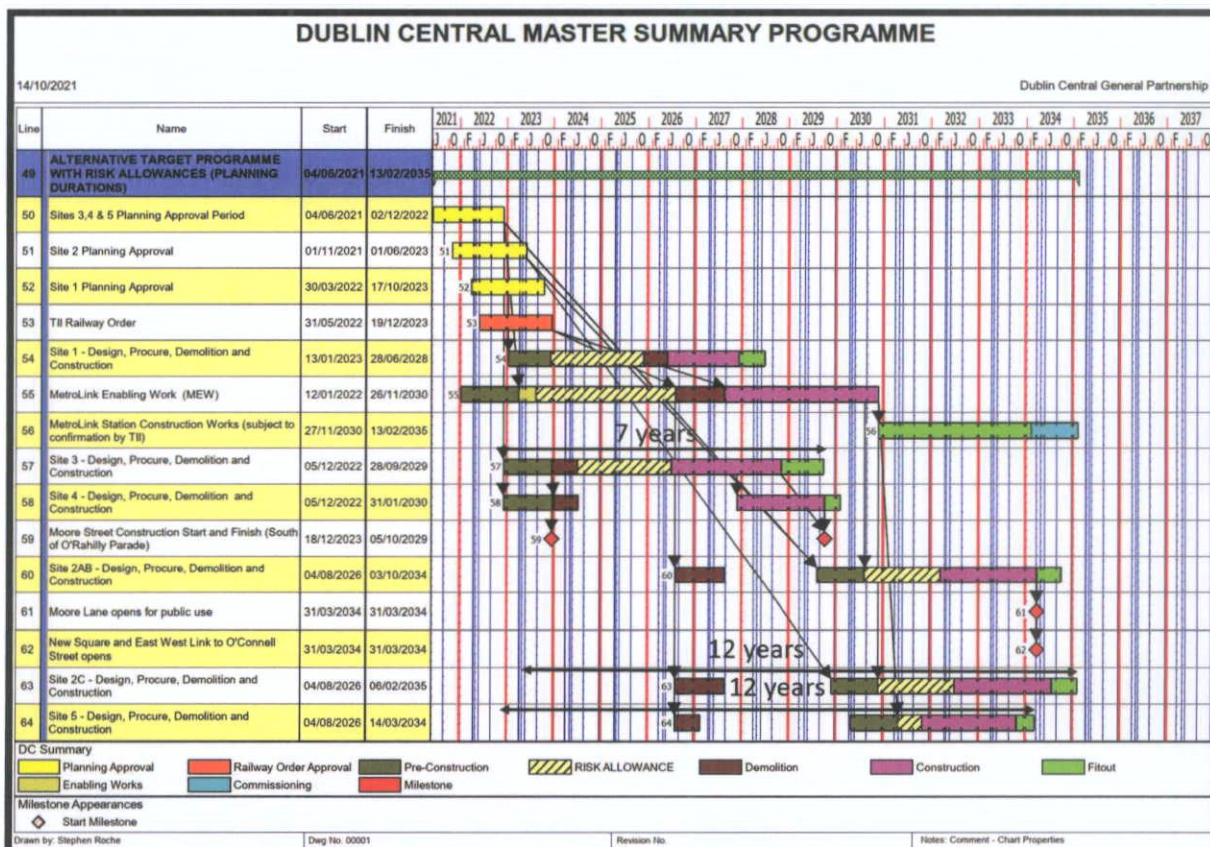 DUBLIN CENTRAL MASTER SUMMARY PROGRAMME
14/10/2021 Dublin Central General Partnership
Line Name Start Finish 2021 2022 2023 2024 2025 2026 2027 2028 2029 2030 2031 2032 2033 2034 2035 2036 2037
J O F J O F J O F J O F J O F J O F J O F J O F J O F J O F J O F J O F J O F J O F J O F J O F J O
49 ALTERNATIVE TARGET PROGRAMME WITH RISK ALLOWANCES (PLANNING DURATIONS) 04/06/2021 13/02/2035
50 Sites 3,4 & 5 Planning Approval Period 04/06/2021 02/12/2022
51 Site 2 Planning Approval 01/11/2021 01/06/2023 51
52 Site 1 Planning Approval 30/03/2022 17/10/2023 52
53 TII Railway Order 31/05/2022 19/12/2023 53
54 Site 1 - Design, Procure, Demolition and Construction 13/01/2023 28/06/2028 54
55 MetroLink Enabling Work (MEW) 12/01/2022 26/11/2030 55
56 MetroLink Station Construction Works (subject to confirmation by TII) 27/11/2030 13/02/2035 56
7 years
57 Site 3 - Design, Procure, Demolition and Construction 05/12/2022 28/09/2029 57
58 Site 4 - Design, Procure, Demolition and Construction 05/12/2022 31/01/2030 58
59 Moore Street Construction Start and Finish (South of O'Rahilly Parade) 18/12/2023 05/10/2029 59
60 Site 2AB - Design, Procure, Demolition and Construction 04/08/2026 03/10/2034 60
61 Moore Lane opens for public use 31/03/2034 31/03/2034 61
62 New Square and East West Link to O'Connell Street opens 31/03/2034 31/03/2034 62
12 years
63 Site 2C - Design, Procure, Demolition and Construction 04/08/2026 06/02/2035 63
12 years
64 Site 5 - Design, Procure, Demolition and Construction 04/08/2026 14/03/2034 64
DC Summary
Planning Approval Railway Order Approval Pre-Construction RISK ALLOWANCE Demolition Construction Fitout
Enabling Works Commissioning Milestone
Milestone Appearances
Start Milestone
Drawn by: Stephen Roche Dwg No. 00001 Revision No. Notes: Comment - Chart Properties